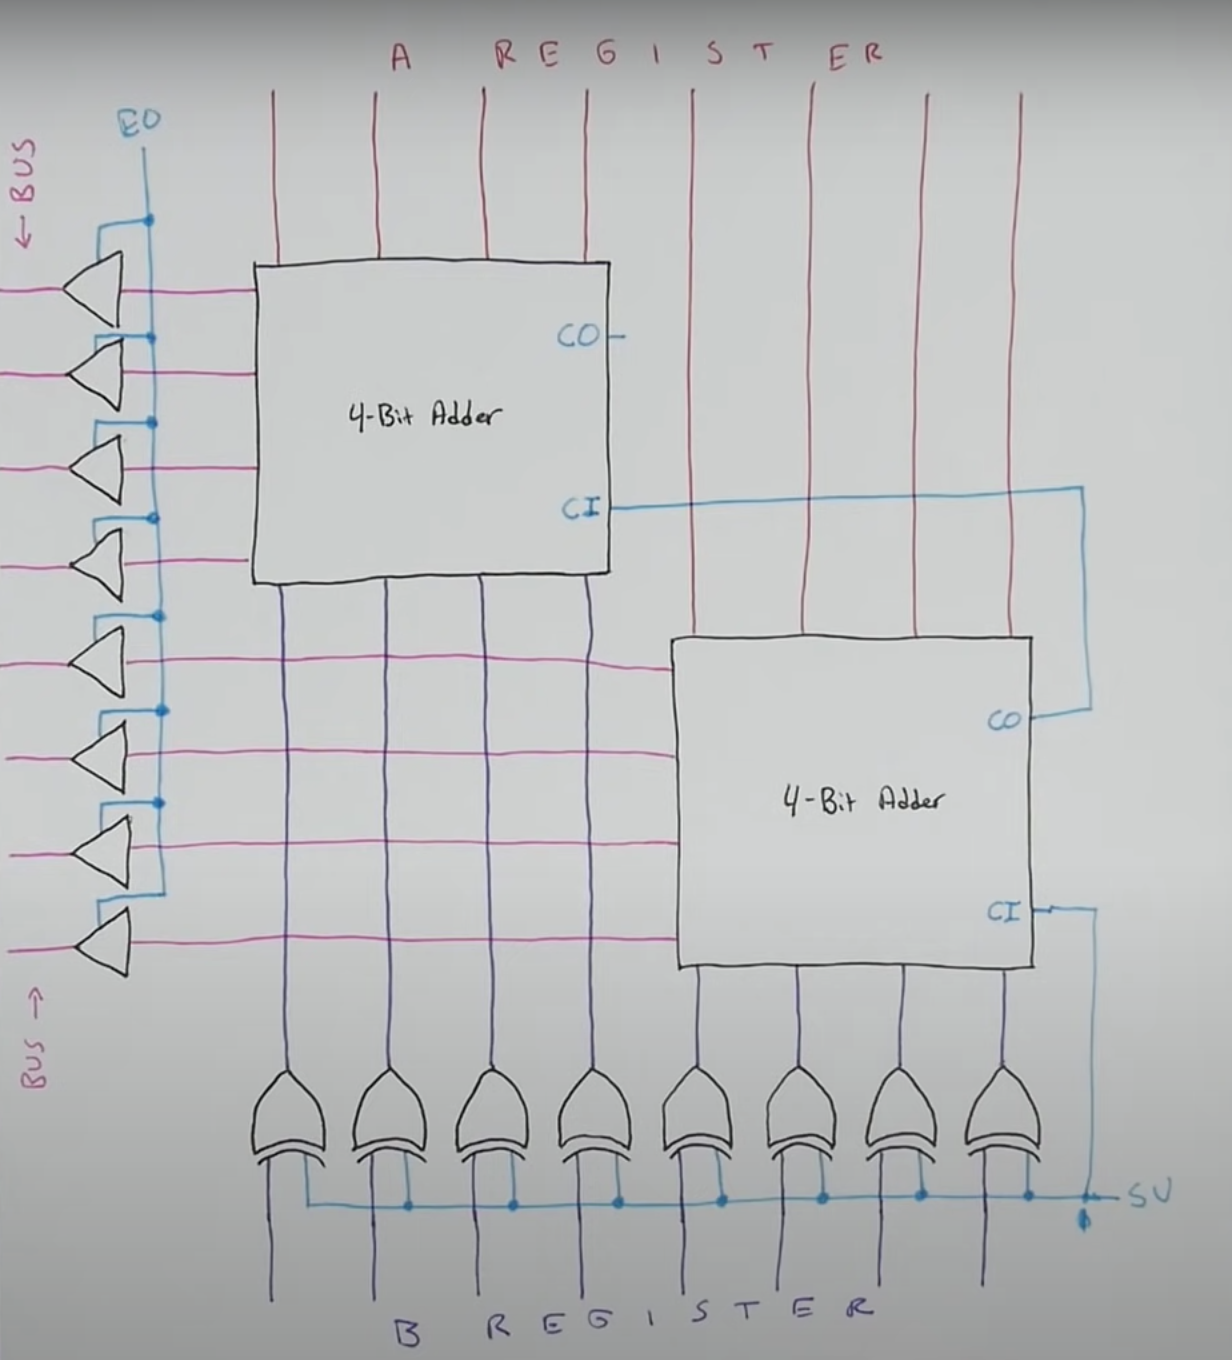 A REGISTER
EO
← BUS
CO
4-Bit Adder
CI
CO
4-Bit Adder
CI
BUS →
SU
B REGISTER